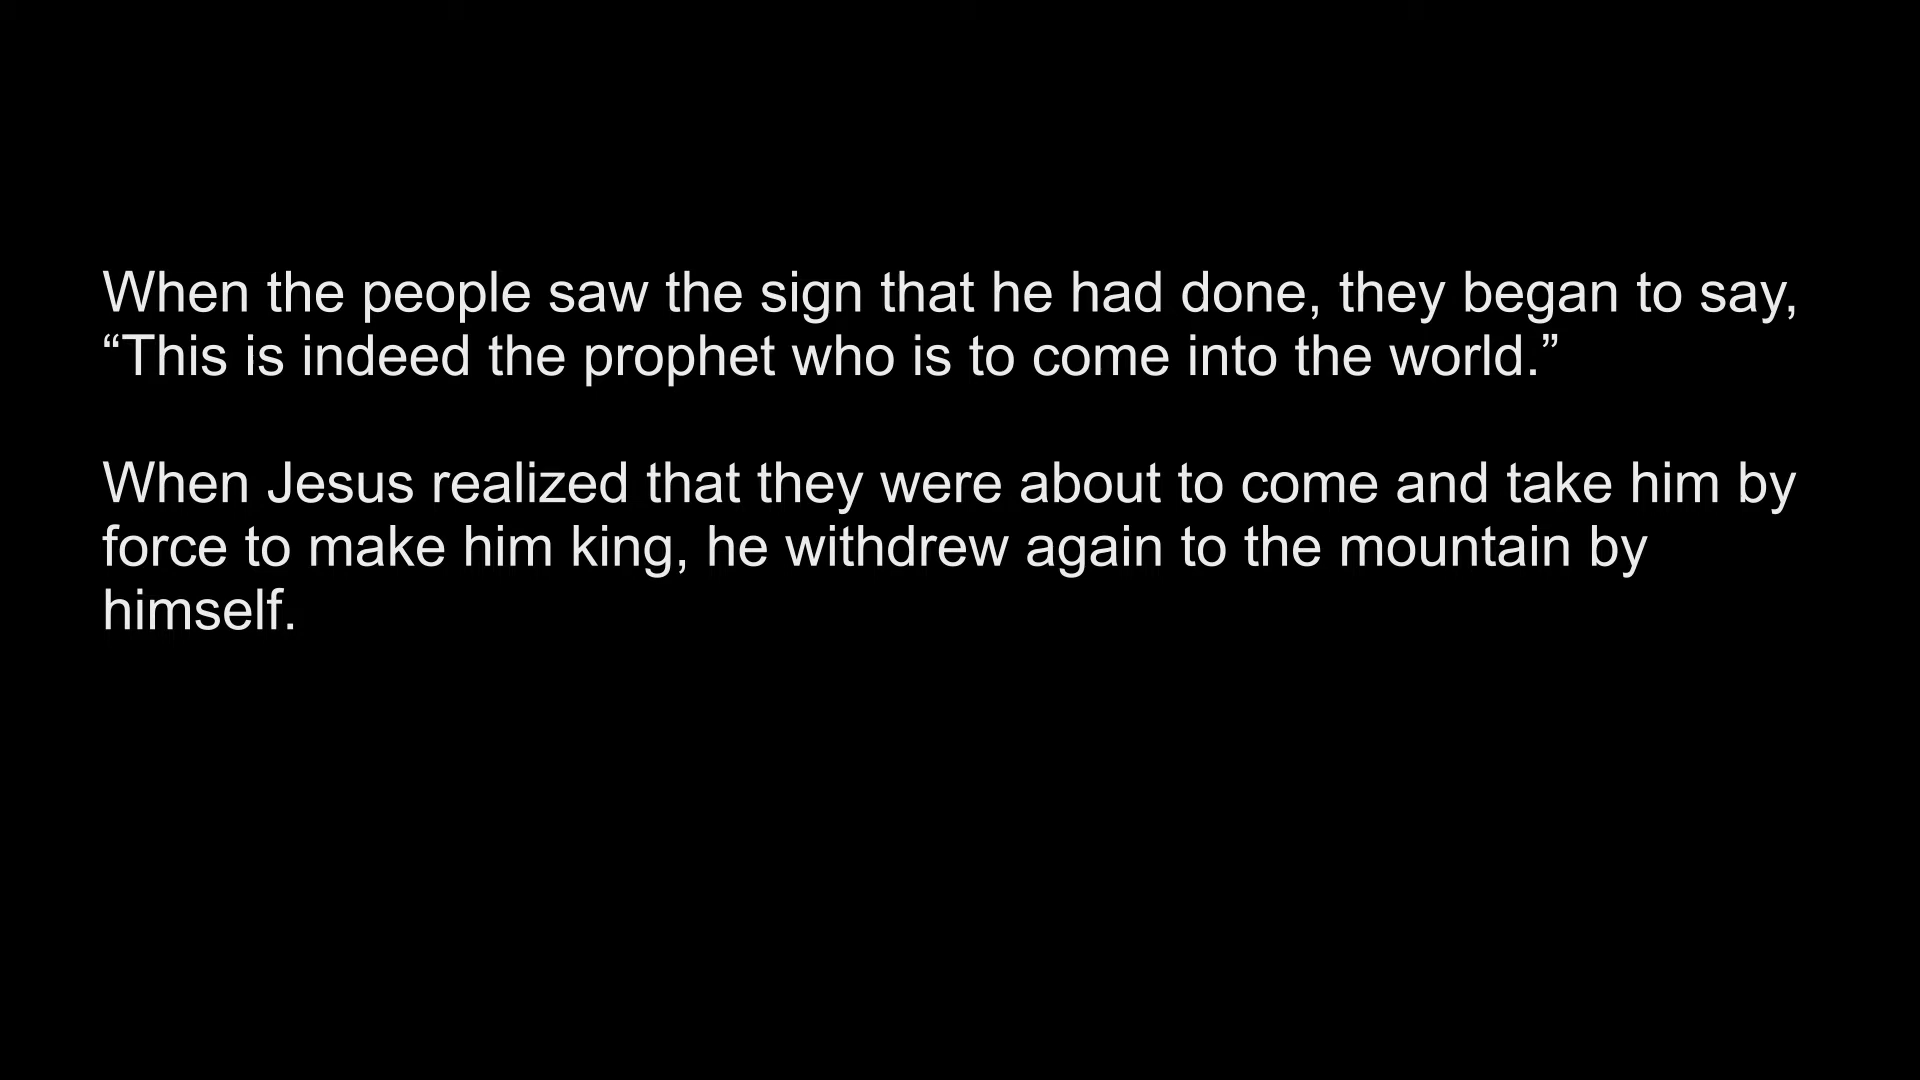 When the people saw the sign that he had done, they began to say,
“This is indeed the prophet who is to come into the world.”
When Jesus realized that they were about to come and take him by
force to make him king, he withdrew again to the mountain by
himself.